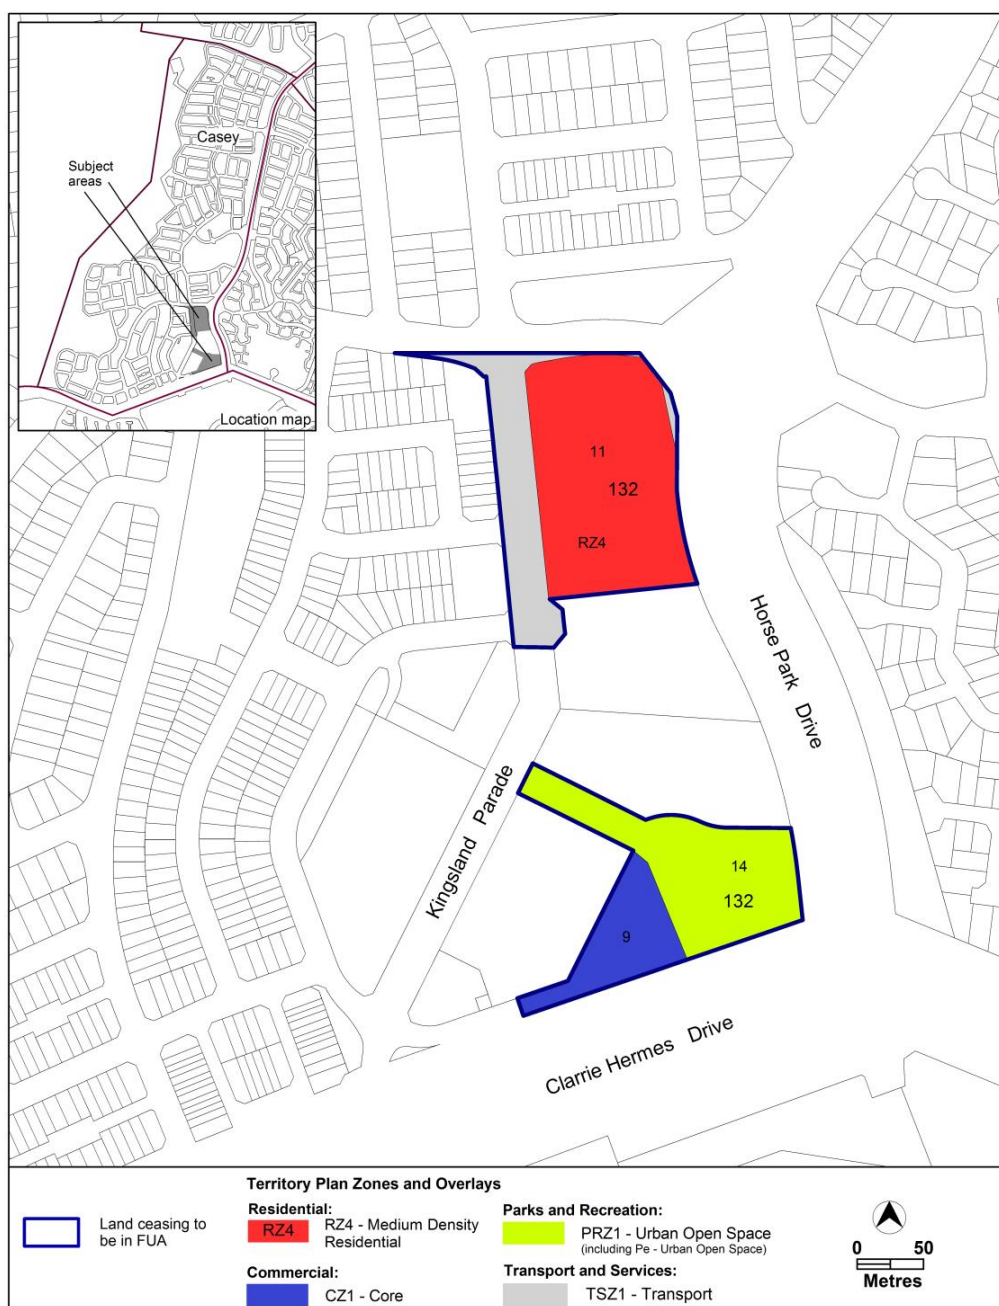 Casey
Subject
areas
Location map
11
132
RZ4
Horse Park Drive
Kingsland Parade
14
132
9
Clarrie Hermes Drive
Territory Plan Zones and Overlays
Land ceasing to
be in FUA
Residential:
RZ4
RZ4 - Medium Density
Residential
Commercial:
CZ1 - Core
Parks and Recreation:
PRZ1 - Urban Open Space
(including Pe - Urban Open Space)
Transport and Services:
TSZ1 - Transport
0 50
Metres